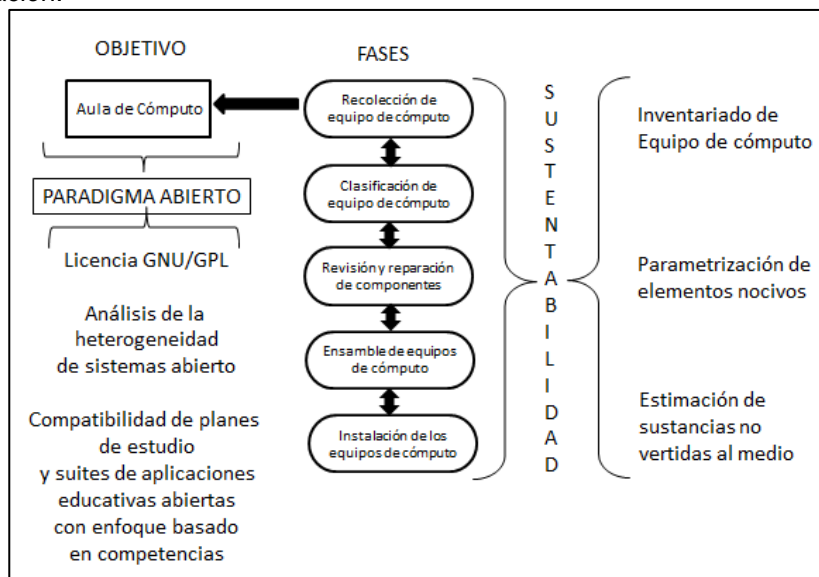 OBJETIVO
Aula de Cómputo
PARADIGMA ABIERTO
Licencia GNU/GPL
Análisis de la
heterogeneidad
de sistemas abierto
Compatibilidad de planes
de estudio
y suites de aplicaciones
educativas abiertas
con enfoque basado
en competencias
FASES
Recolección de
equipo de cómputo
Clasificación de
equipo de cómputo
Revisión y reparación
de componentes
Ensamble de equipos
de cómputo
Instalación de los
equipos de cómputo
S
U
S
T
E
N
T
A
B
I
L
I
D
A
D
Inventariado de
Equipo de cómputo
Parametrización de
elementos nocivos
Estimación de
sustancias no
vertidas al medio